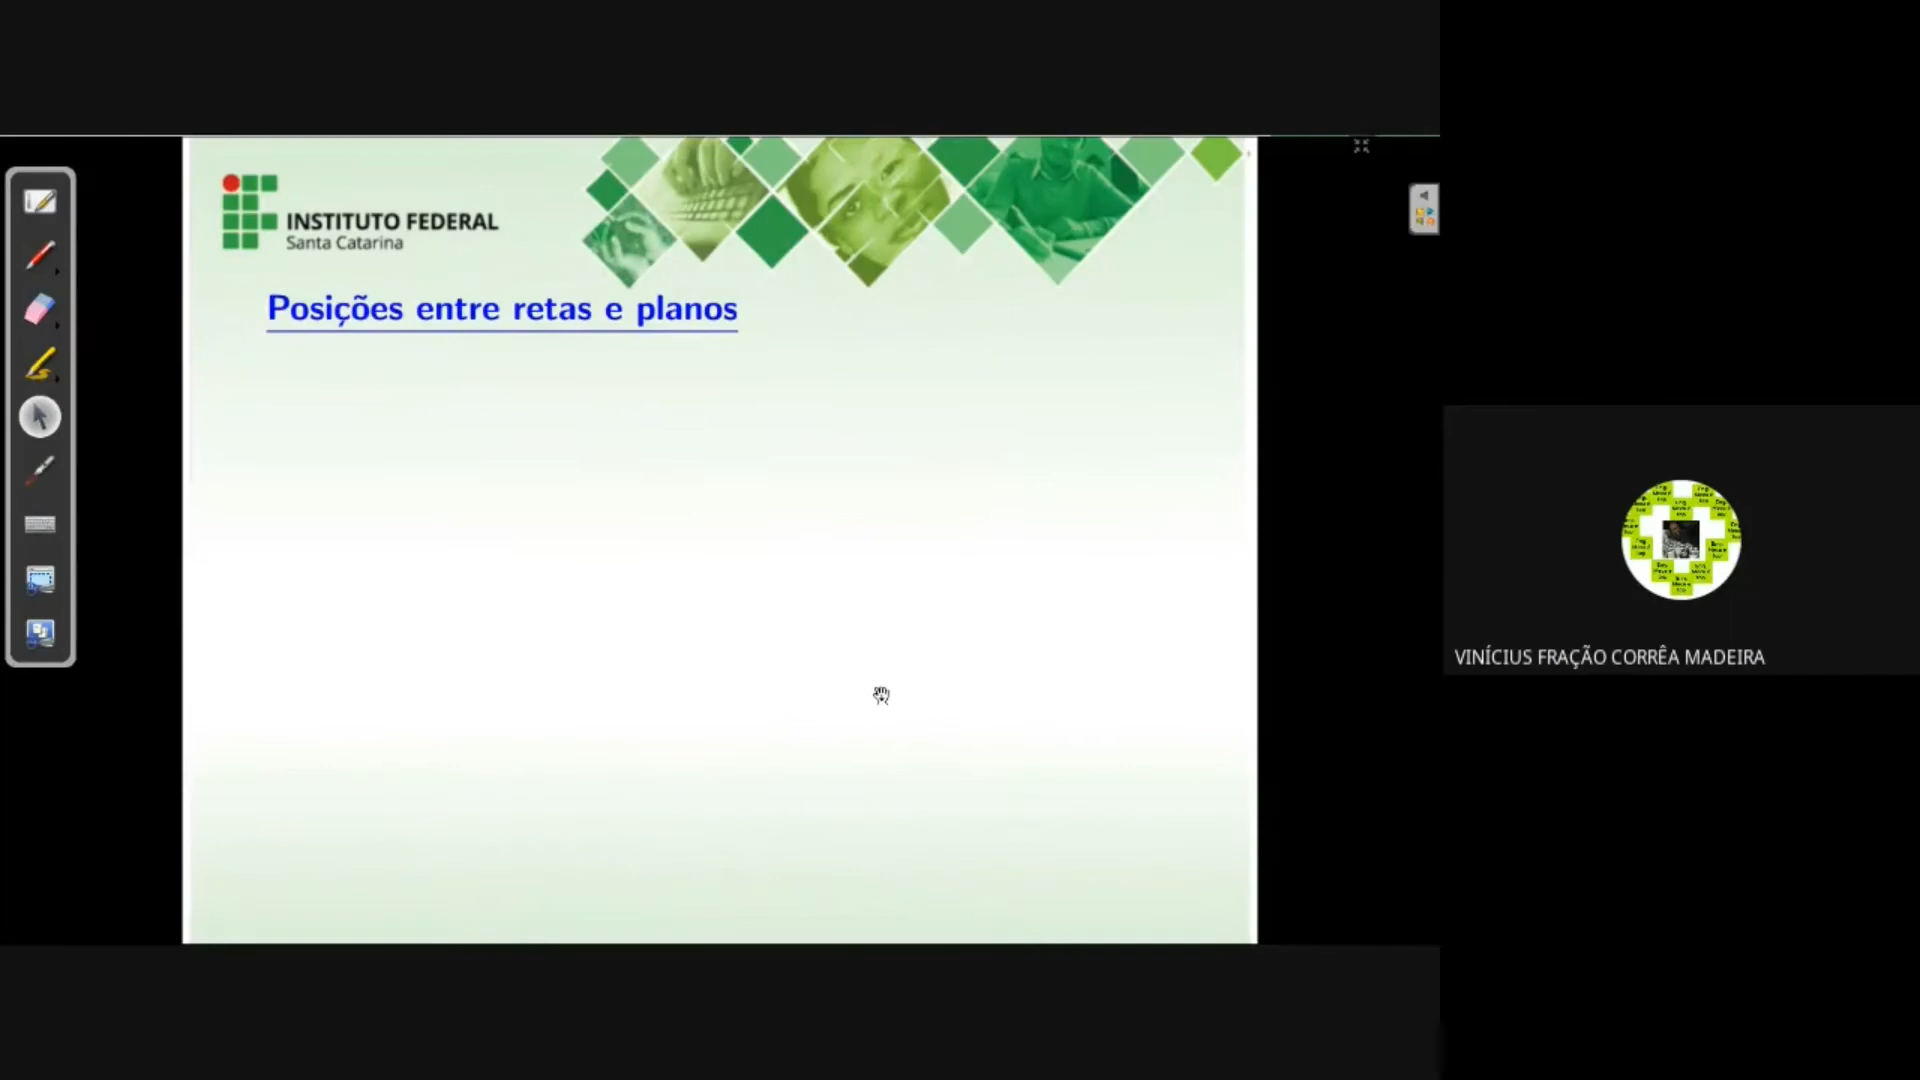 INSTITUTO FEDERAL
Santa Catarina
Posições entre retas e planos
VINÍCIUS FRAÇÃO CORRÊA MADEIRA